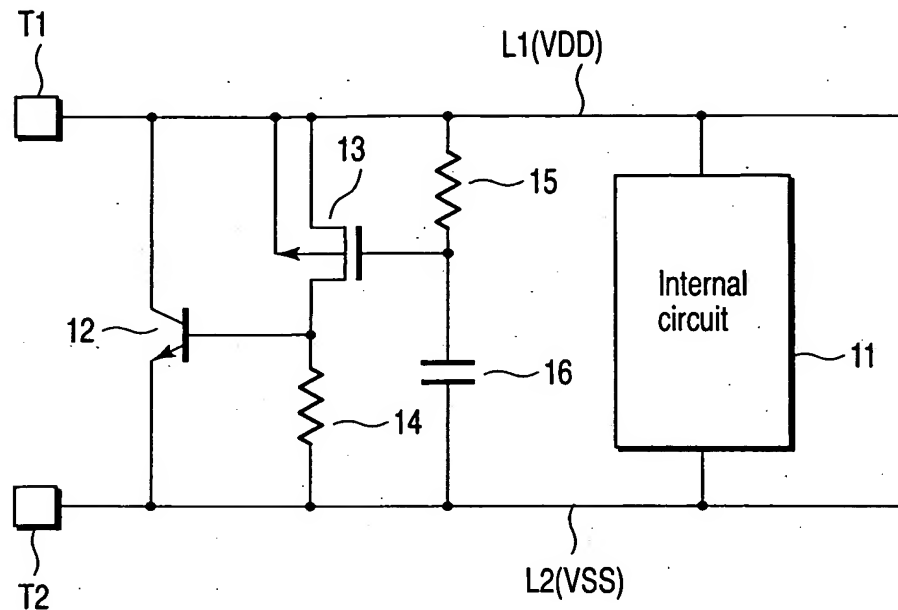 T1
L1(VDD)
13
15
Internal
circuit
12
16
11
14
T2
L2(VSS)